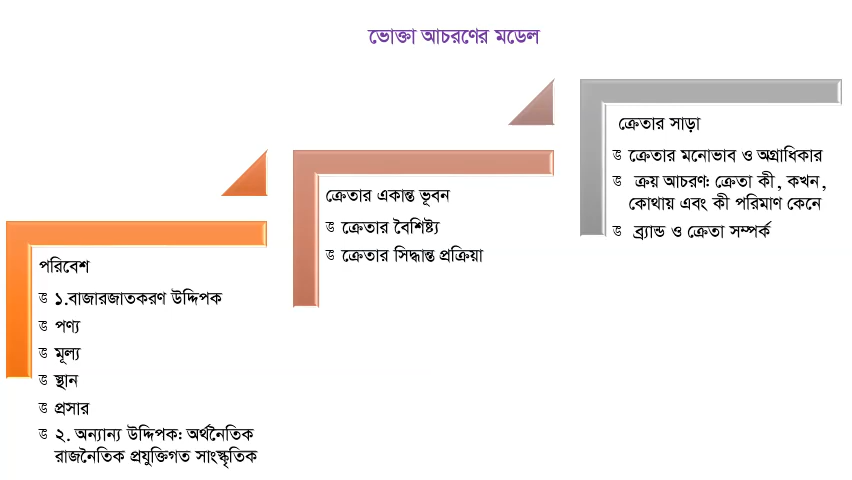 ভোক্তা আচরণের মডেল
পরিবেশ
ও ১.বাজারজাতকরণ উদ্দিপক
ও পণ্য
ও মূল্য
ও স্থান
ও প্রসার
ও ২. অন্যান্য উদ্দিপক: অর্থনৈতিক
রাজনৈতিক প্রযুক্তিগত সাংস্কৃতিক
ক্রেতার একান্ত ভূবন
ও ক্রেতার বৈশিষ্ট্য
ও ক্রেতার সিদ্ধান্ত প্রক্রিয়া
ক্রেতার সাড়া
ও ক্রেতার মনোভাব ও অগ্রাধিকার
ও ক্রয় আচরণ: ক্রেতা কী, কখন,
কোথায় এবং কী পরিমাণ কেনে
ও ব্র্যান্ড ও ক্রেতা সম্পর্ক